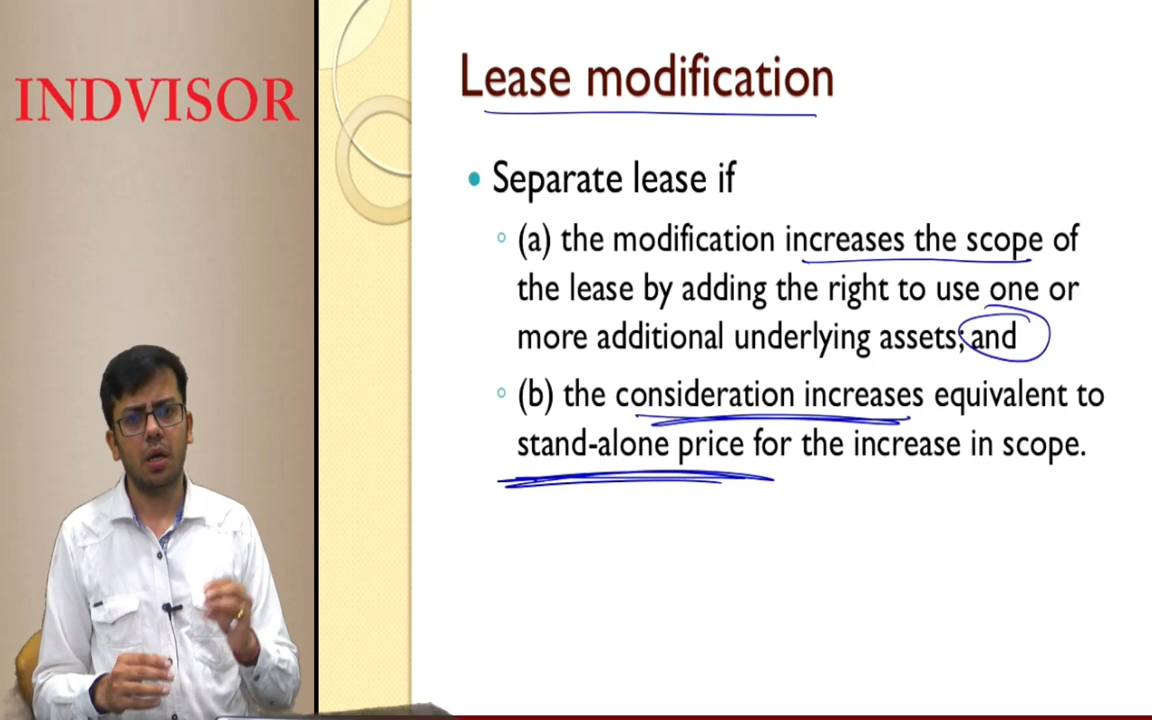 INDVISOR
Lease modification
Separate lease if
(a) the modification increases the scope of
the lease by adding the right to use one or
more additional underlying assets; and
(b) the consideration increases equivalent to
stand-alone price for the increase in scope.